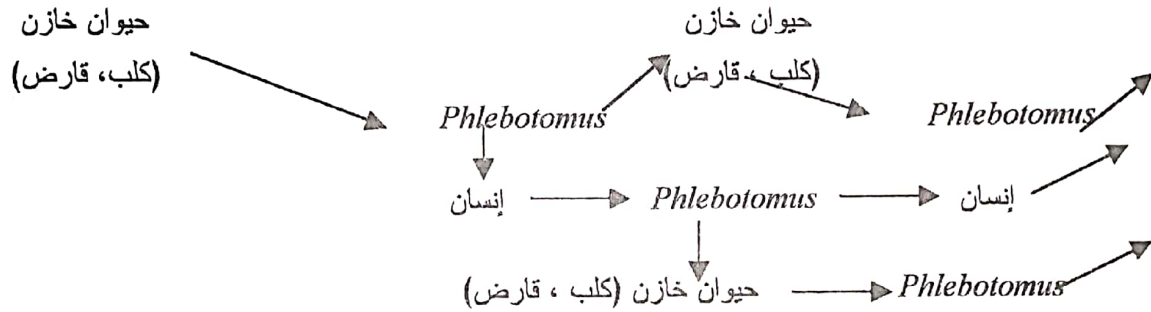 حيوان خازن
(كلب، قارض)
حيوان خازن
(كلب ، قارض)
Phlebotomus
Phlebotomus
إنسان
Phlebotomus
إنسان
حيوان خازن (كلب ، قارض)
Phlebotomus